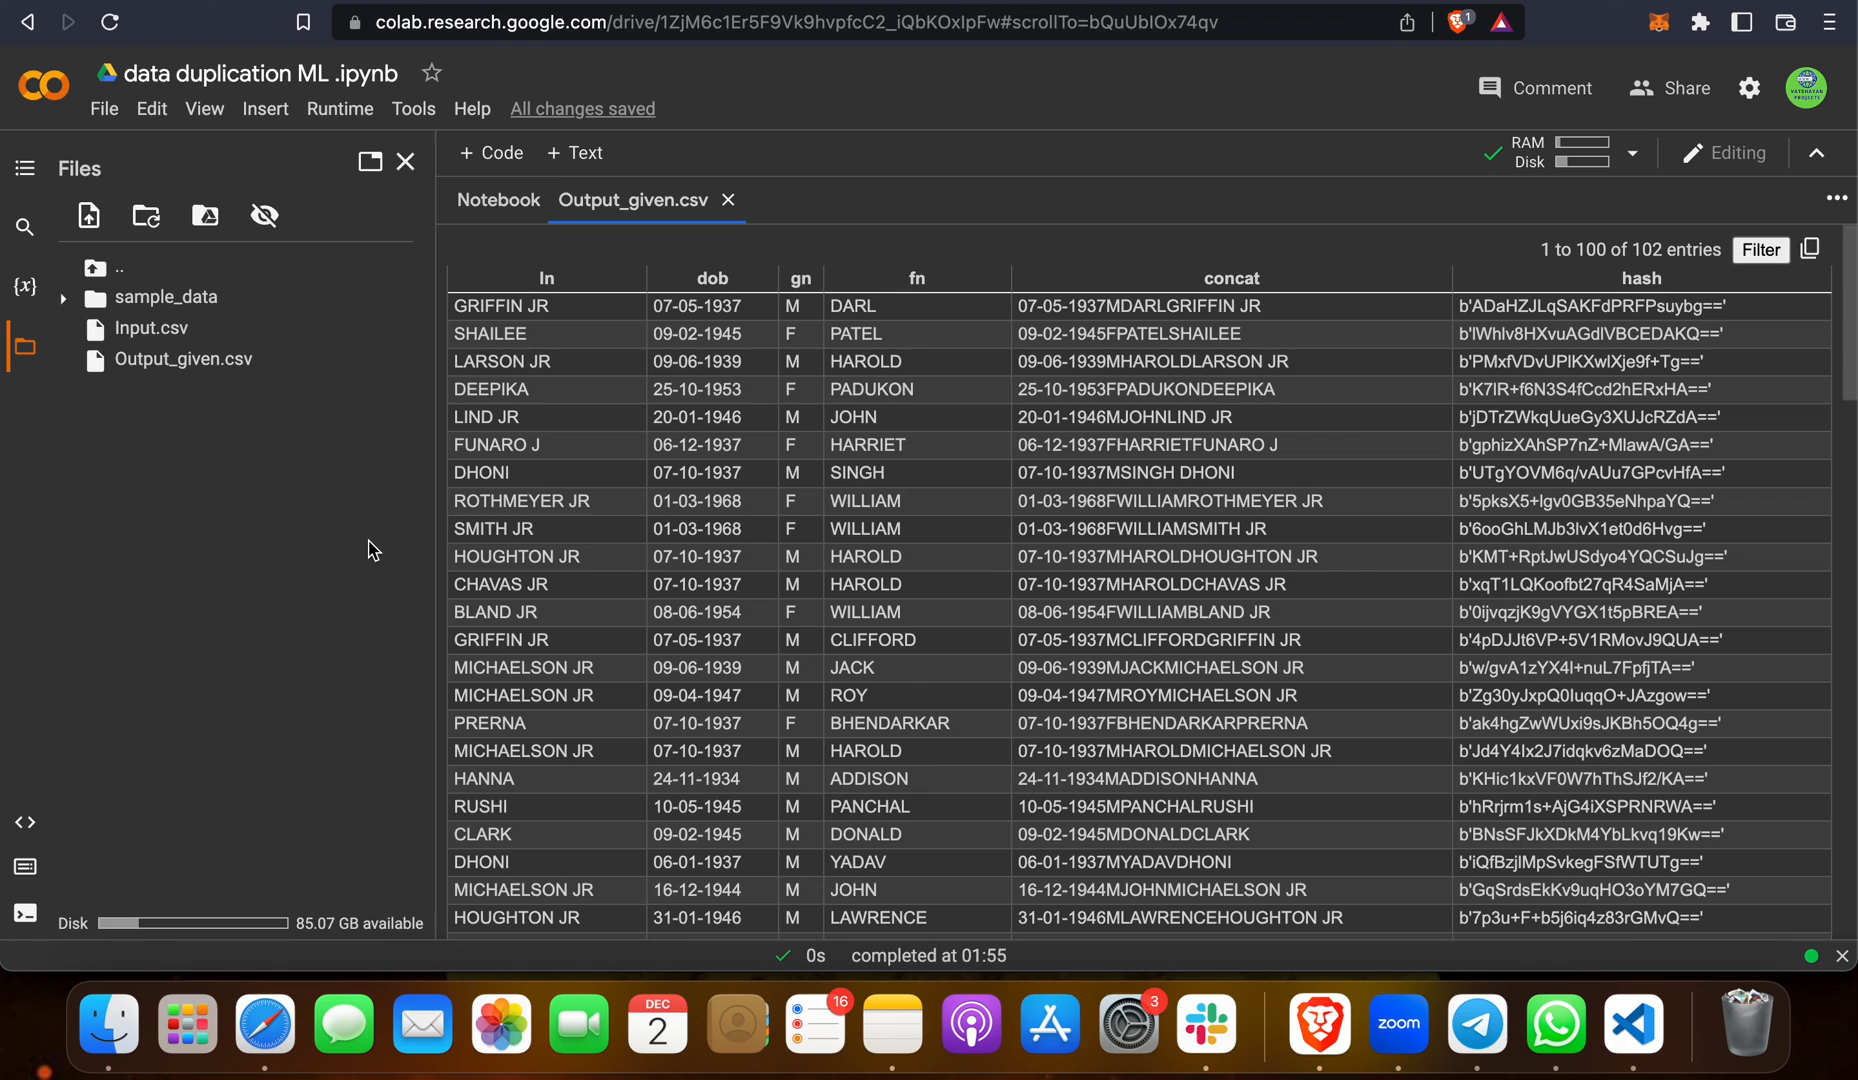 colab.research.google.com/drive/1ZjM6c1Er5F9Vk9hvpfcC2_iQbKOxIpFw#scrollTo=bQuUbIOx74qv
1
data duplication ML .ipynb
File Edit View Insert Runtime Tools Help All changes saved
Comment Share
VATSHAYAN PROJECTS
Files
+ Code + Text
RAM
Disk
Editing
Notebook Output_given.csv
1 to 100 of 102 entries Filter
..
sample_data
Input.csv
Output_given.csv
{x}
ln dob gn fn concat hash
GRIFFIN JR 07-05-1937 M DARL 07-05-1937MDARLGRIFFIN JR b'ADaHZJLqSAKFdPRFPsuybg=='
SHAILEE 09-02-1945 F PATEL 09-02-1945FPATELSHAILEE b'lWhlv8HXvuAGdlVBCEDAKQ=='
LARSON JR 09-06-1939 M HAROLD 09-06-1939MHAROLDLARSON JR b'PMxfVDvUPlKXwlXje9f+Tg=='
DEEPIKA 25-10-1953 F PADUKON 25-10-1953FPADUKONDEEPIKA b'K7lR+f6N3S4fCcd2hERxHA=='
LIND JR 20-01-1946 M JOHN 20-01-1946MJOHNLIND JR b'jDTrZWkqUueGy3XUJcRZdA=='
FUNARO J 06-12-1937 F HARRIET 06-12-1937FHARRIETFUNARO J b'gphizXAhSP7nZ+MlawA/GA=='
DHONI 07-10-1937 M SINGH 07-10-1937MSINGH DHONI b'UTgYOVM6q/vAUu7GPcvHfA=='
ROTHMEYER JR 01-03-1968 F WILLIAM 01-03-1968FWILLIAMROTHMEYER JR b'5pksX5+lgv0GB35eNhpaYQ=='
SMITH JR 01-03-1968 F WILLIAM 01-03-1968FWILLIAMSMITH JR b'6ooGhLMJb3lvX1et0d6Hvg=='
HOUGHTON JR 07-10-1937 M HAROLD 07-10-1937MHAROLDHOUGHTON JR b'KMT+RptJwUSdyo4YQCSuJg=='
CHAVAS JR 07-10-1937 M HAROLD 07-10-1937MHAROLDCHAVAS JR b'xqT1LQKoofbt27qR4SaMjA=='
BLAND JR 08-06-1954 F WILLIAM 08-06-1954FWILLIAMBLAND JR b'0ijvqzjK9gVYGX1t5pBREA=='
GRIFFIN JR 07-05-1937 M CLIFFORD 07-05-1937MCLIFFORDGRIFFIN JR b'4pDJJt6VP+5V1RMovJ9QUA=='
MICHAELSON JR 09-06-1939 M JACK 09-06-1939MJACKMICHAELSON JR b'w/gvA1zYX4I+nuL7FpfjTA=='
MICHAELSON JR 09-04-1947 M ROY 09-04-1947MROYMICHAELSON JR b'Zg30yJxpQ0luqqO+JAzgow=='
PRERNA 07-10-1937 F BHENDARKAR 07-10-1937FBHENDARKARPRERNA b'ak4hgZwWUxi9sJKBh5OQ4g=='
MICHAELSON JR 07-10-1937 M HAROLD 07-10-1937MHAROLDMICHAELSON JR b'Jd4Y4Ix2J7idqkv6zMaDOQ=='
HANNA 24-11-1934 M ADDISON 24-11-1934MADDISONHANNA b'KHic1kxVF0W7hThSJf2/KA=='
RUSHI 10-05-1945 M PANCHAL 10-05-1945MPANCHALRUSHI b'hRrjrm1s+AjG4iXSPRNRWA=='
CLARK 09-02-1945 M DONALD 09-02-1945MDONALDCLARK b'BNsSFJkXDkM4YbLkvq19Kw=='
DHONI 06-01-1937 M YADAV 06-01-1937MYADAVDHONI b'iQfBzjlMpSvkegFSfWTUTg=='
MICHAELSON JR 16-12-1944 M JOHN 16-12-1944MJOHNMICHAELSON JR b'GqSrdsEkKv9uqHO3oYM7GQ=='
HOUGHTON JR 31-01-1946 M LAWRENCE 31-01-1946MLAWRENCEHOUGHTON JR b'7p3u+F+b5j6iq4z83rGMvQ=='
Disk 85.07 GB available
0s completed at 01:55
DEC
2
16
3
zoom